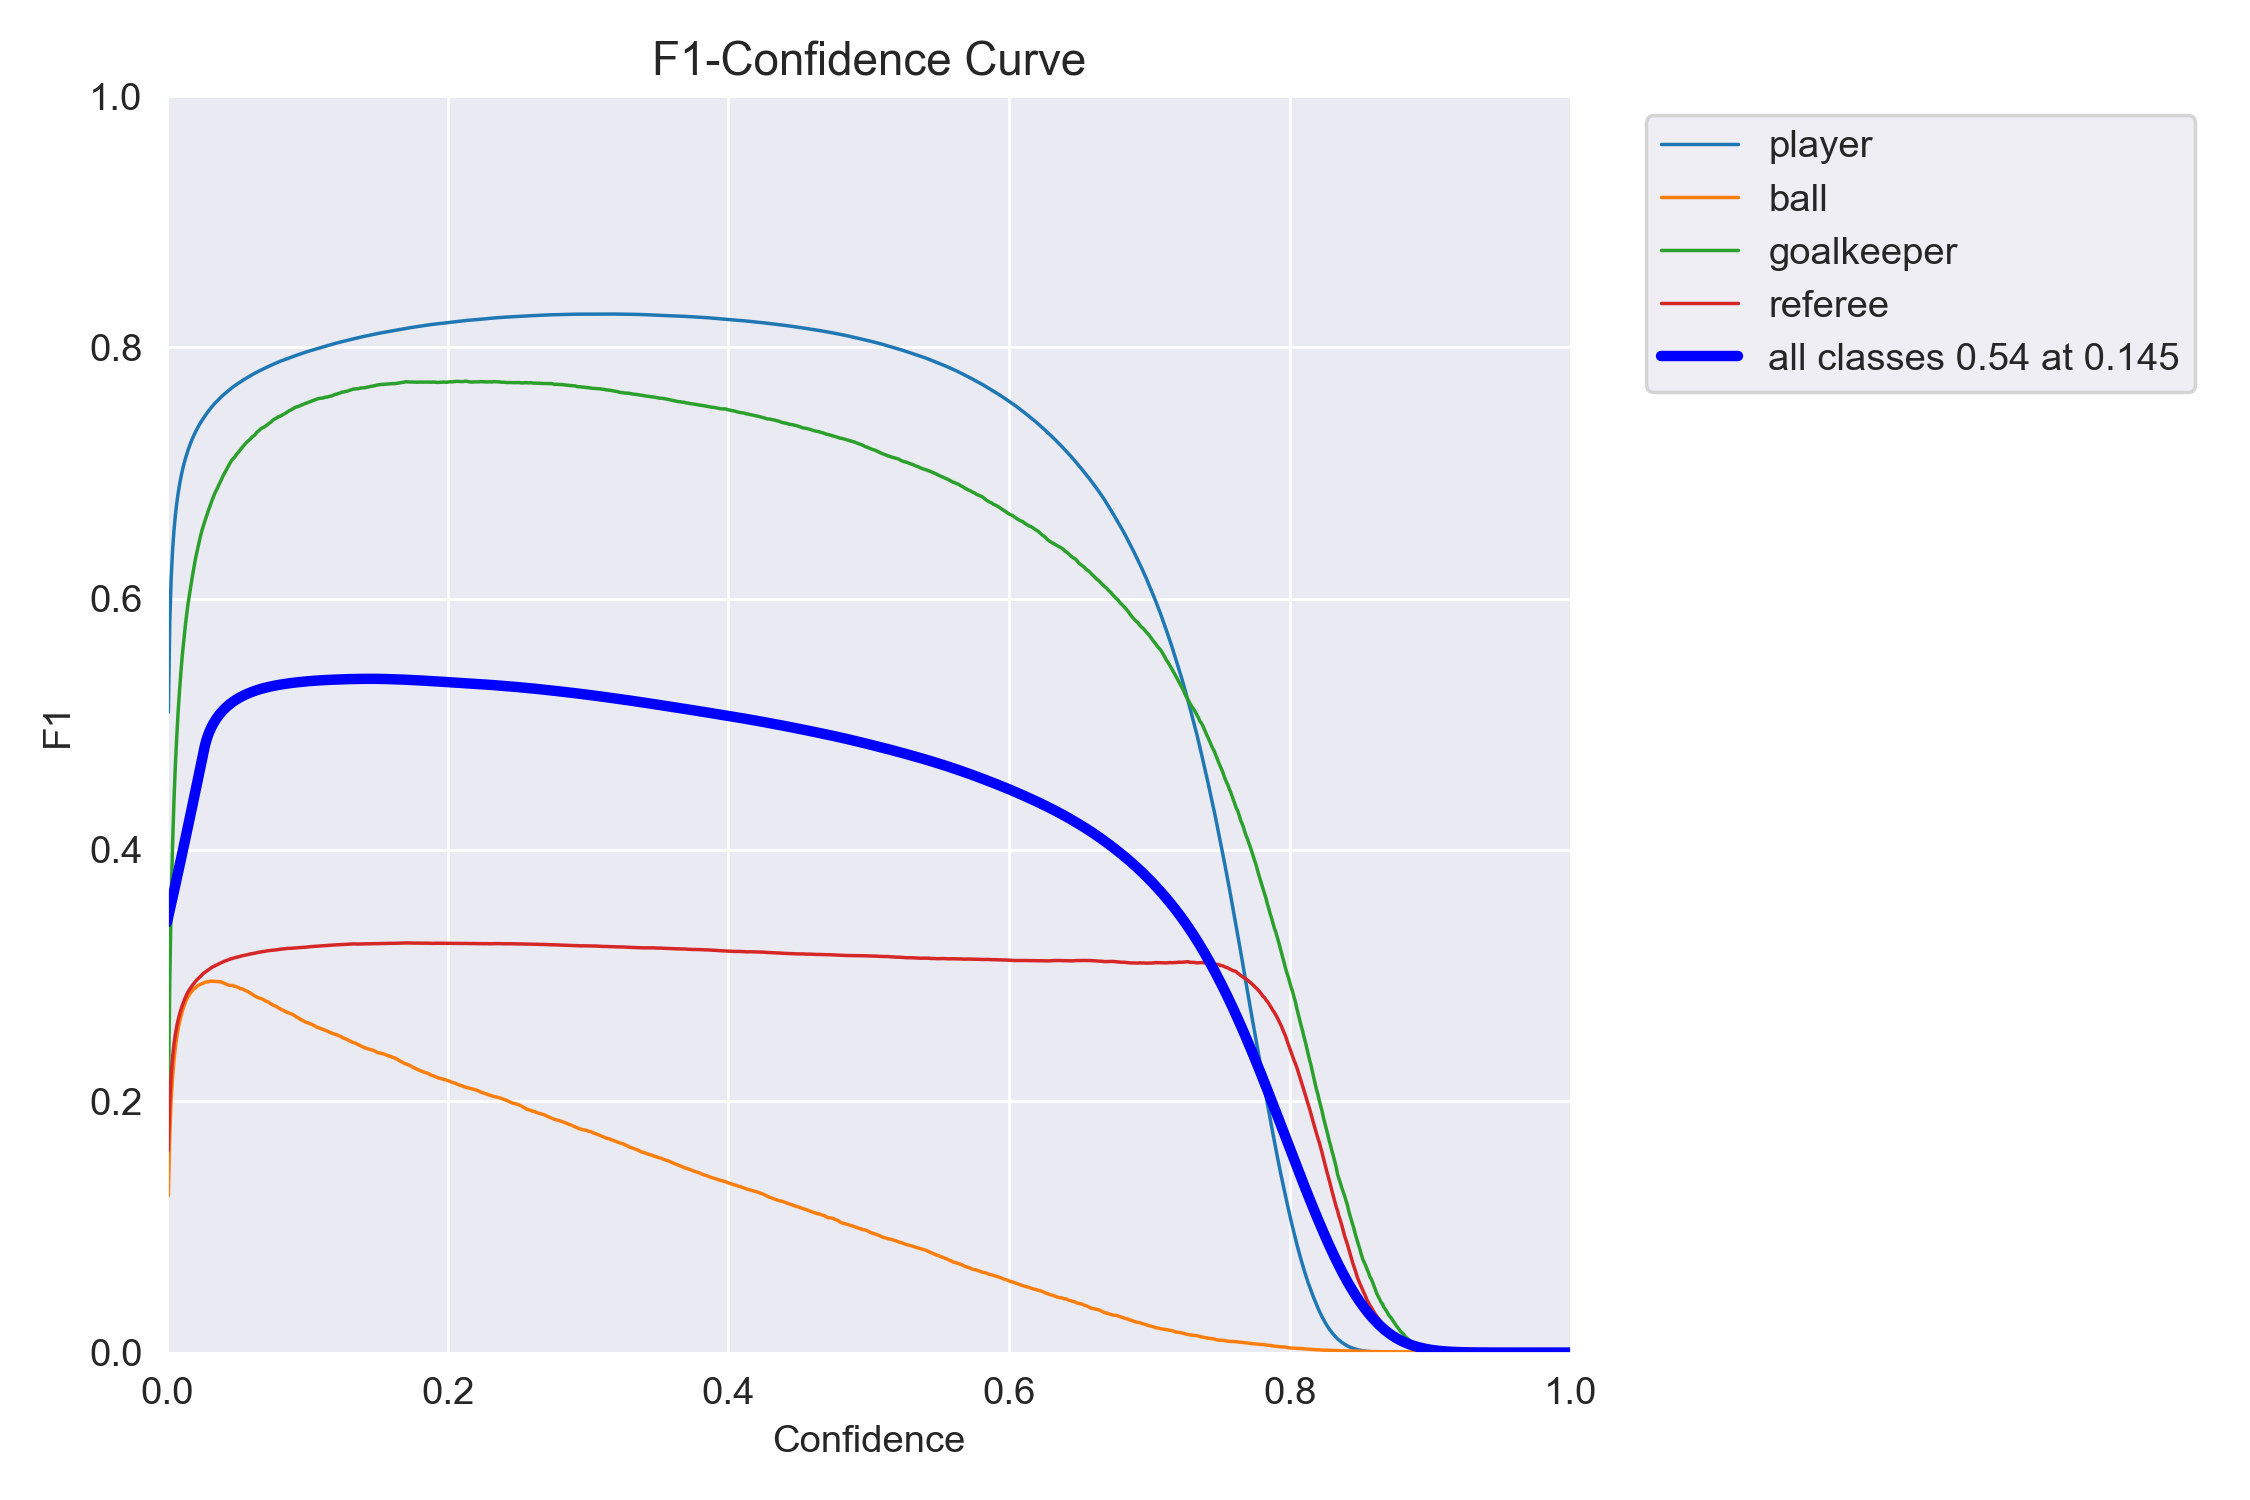 F1-Confidence Curve
1.0
0.8
0.6
0.4
0.2
0.0
F1
0.0 0.2 0.4 0.6 0.8 1.0
Confidence
player
ball
goalkeeper
referee
all classes 0.54 at 0.145